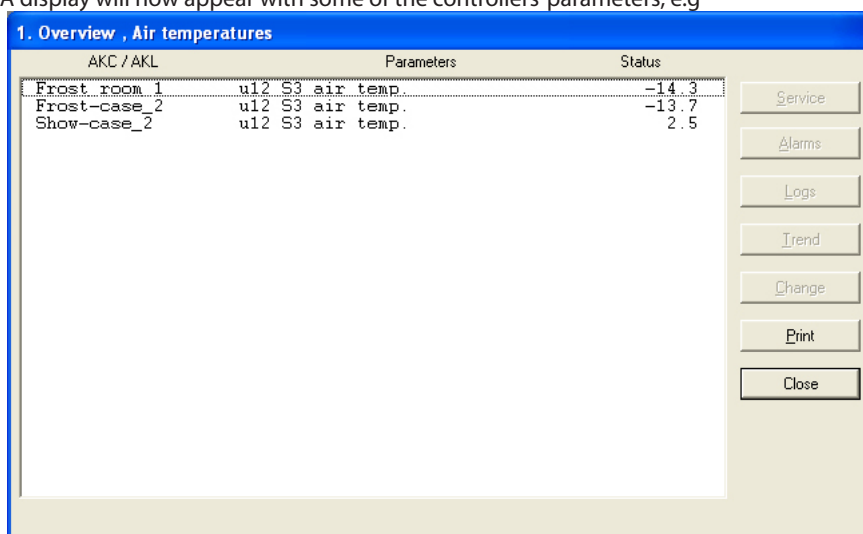 A display will now appear with some of the controllers' parameters, e.g
1. Overview , Air temperatures
AKC / AKL Parameters Status
Frost room 1 u12 S3 air temp. -14.3
Frost-case_2 u12 S3 air temp. -13.7
Show-case_2 u12 S3 air temp. 2.5
Service
Alarms
Logs
Trend
Change
Print
Close